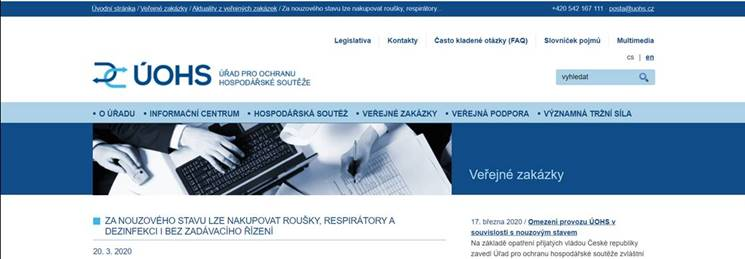 Úvodní stránka / Veřejné zakázky / Aktuality z veřejných zakázek / Za nouzového stavu lze nakupovat roušky, respirátory...
+420 542 167 111 · posta@uohs.cz
Legislativa Kontakty Často kladené otázky (FAQ) Slovníček pojmů Multimedia
cs | en
ÚOHS ÚŘAD PRO OCHRANU
HOSPODÁŘSKÉ SOUTĚŽE
vyhledat
• O ÚŘADU • INFORMAČNÍ CENTRUM • HOSPODÁŘSKÁ SOUTĚŽ • VEŘEJNÉ ZAKÁZKY • VEŘEJNÁ PODPORA • VÝZNAMNÁ TRŽNÍ SÍLA
Veřejné zakázky
ZA NOUZOVÉHO STAVU LZE NAKUPOVAT ROUŠKY, RESPIRÁTORY A
DEZINFEKCI I BEZ ZADÁVACÍHO ŘÍZENÍ
20. 3. 2020
17. března 2020 / Omezení provozu ÚOHS v
souvislosti s nouzovým stavem
Na základě opatření přijatých vládou České republiky
zavedl Úřad pro ochranu hospodářské soutěže zvláštní